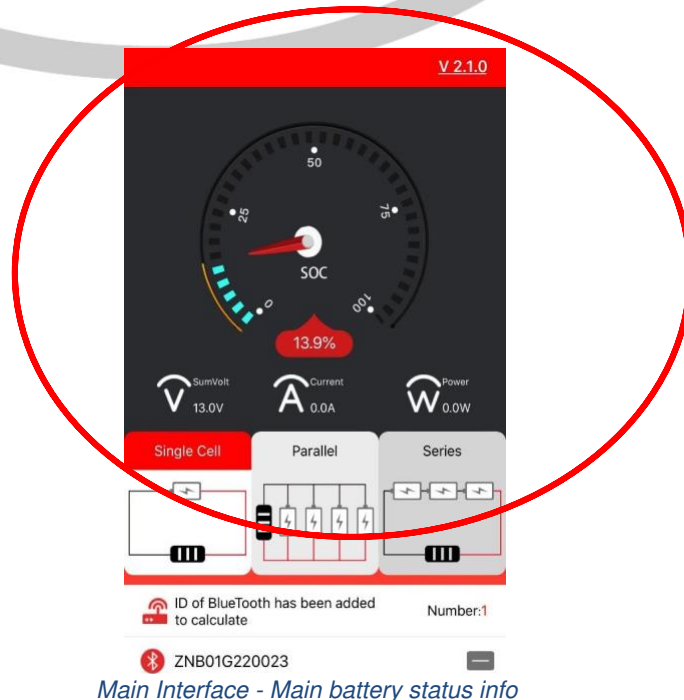 V 2.1.0
50
25
75
SOC
0
100
13.9%
V SumVolt 13.0V
A Current 0.0A
W Power 0.0W
Single Cell
Parallel
Series
ID of BlueTooth has been added
to calculate
Number:1
ZNB01G220023
Main Interface - Main battery status info